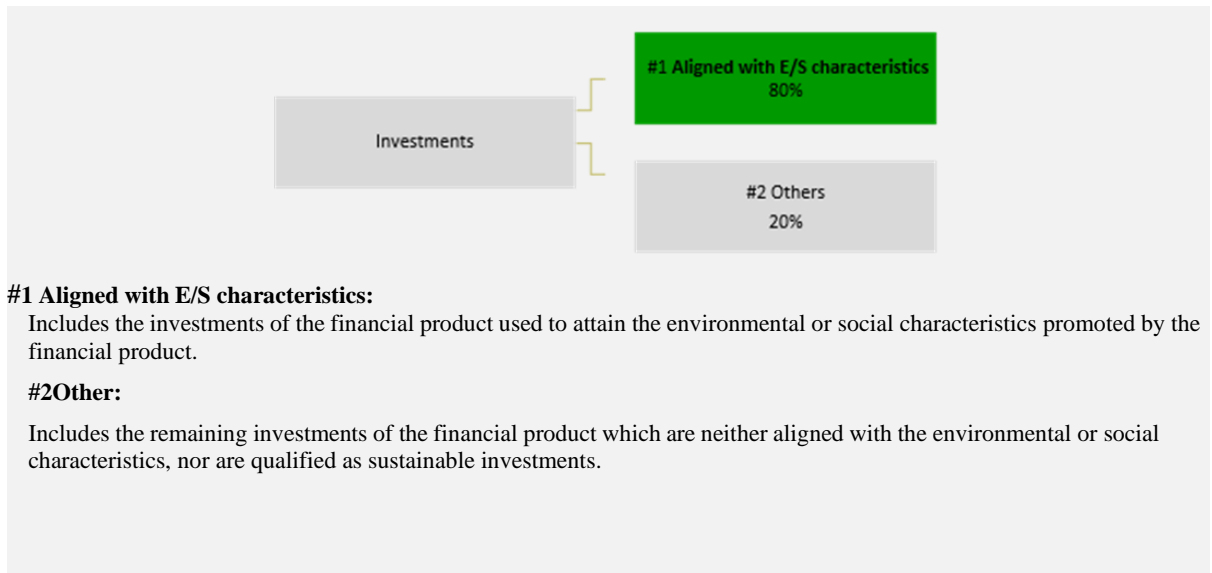 #1 Aligned with E/S characteristics
80%
Investments
#2 Others
20%
#1 Aligned with E/S characteristics:
Includes the investments of the financial product used to attain the environmental or social characteristics promoted by the
financial product.
#2Other:
Includes the remaining investments of the financial product which are neither aligned with the environmental or social
characteristics, nor are qualified as sustainable investments.